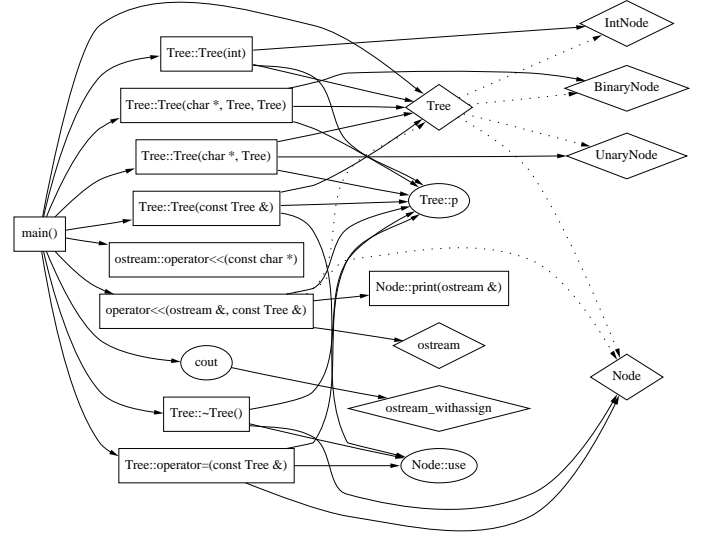 IntNode
Tree::Tree(int)
BinaryNode
Tree::Tree(char *, Tree, Tree)
Tree
Tree::Tree(char *, Tree)
UnaryNode
Tree::Tree(const Tree &)
Tree::p
main()
ostream::operator<<(const char *)
Node::print(ostream &)
operator<<(ostream &, const Tree &)
ostream
cout
Node
ostream_withassign
Tree::~Tree()
Tree::operator=(const Tree &)
Node::use